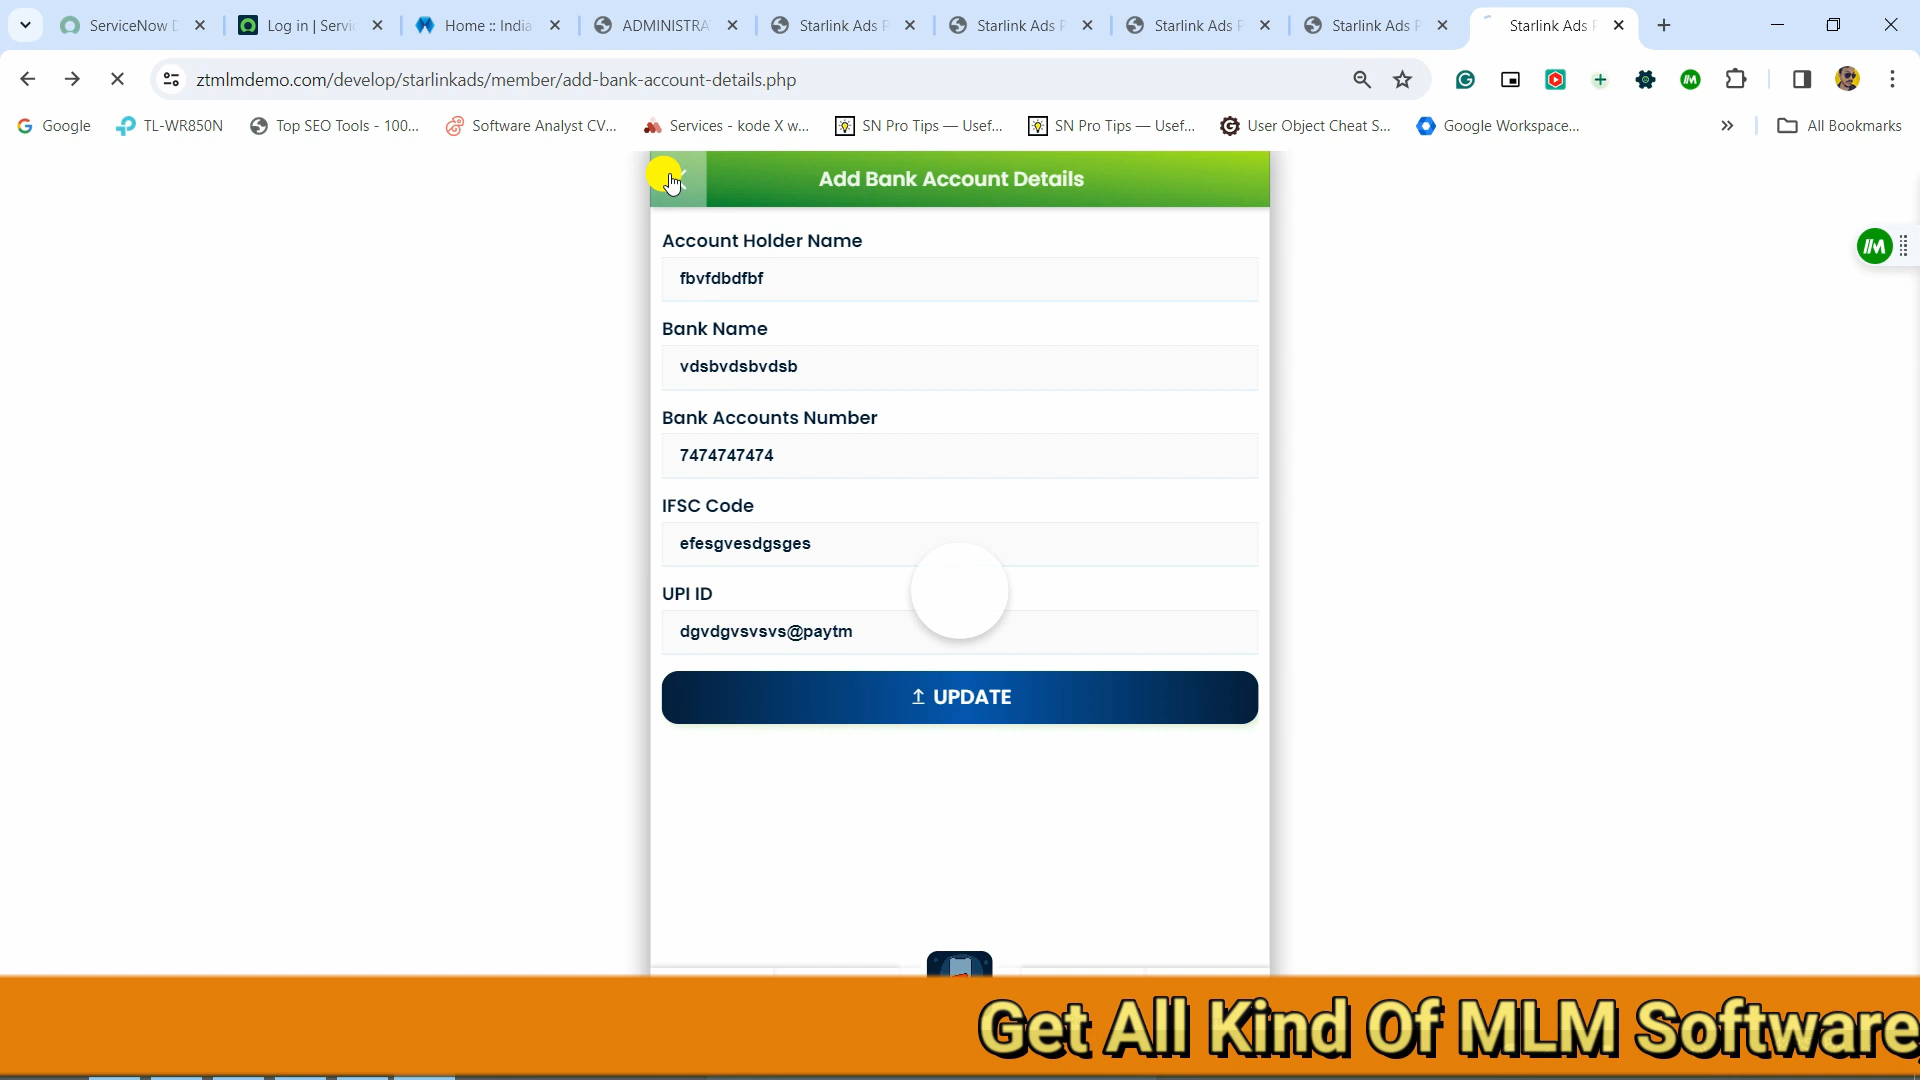 ServiceNow D
Log in | Servic
Home :: India
ADMINISTRA
Starlink Ads P
Starlink Ads P
Starlink Ads P
Starlink Ads P
Starlink Ads P
ztmlmdemo.com/develop/starlinkads/member/add-bank-account-details.php
Google
TL-WR850N
Top SEO Tools - 100...
Software Analyst CV...
Services - kode X w...
SN Pro Tips — Usef...
SN Pro Tips — Usef...
User Object Cheat S...
Google Workspace...
All Bookmarks
Add Bank Account Details
Account Holder Name
fbvfdbdfbf
Bank Name
vdsbvdsbvdsb
Bank Accounts Number
7474747474
IFSC Code
efesgvesdgsges
UPI ID
dgvdgvsvsvs@paytm
UPDATE
Get All Kind Of MLM Software